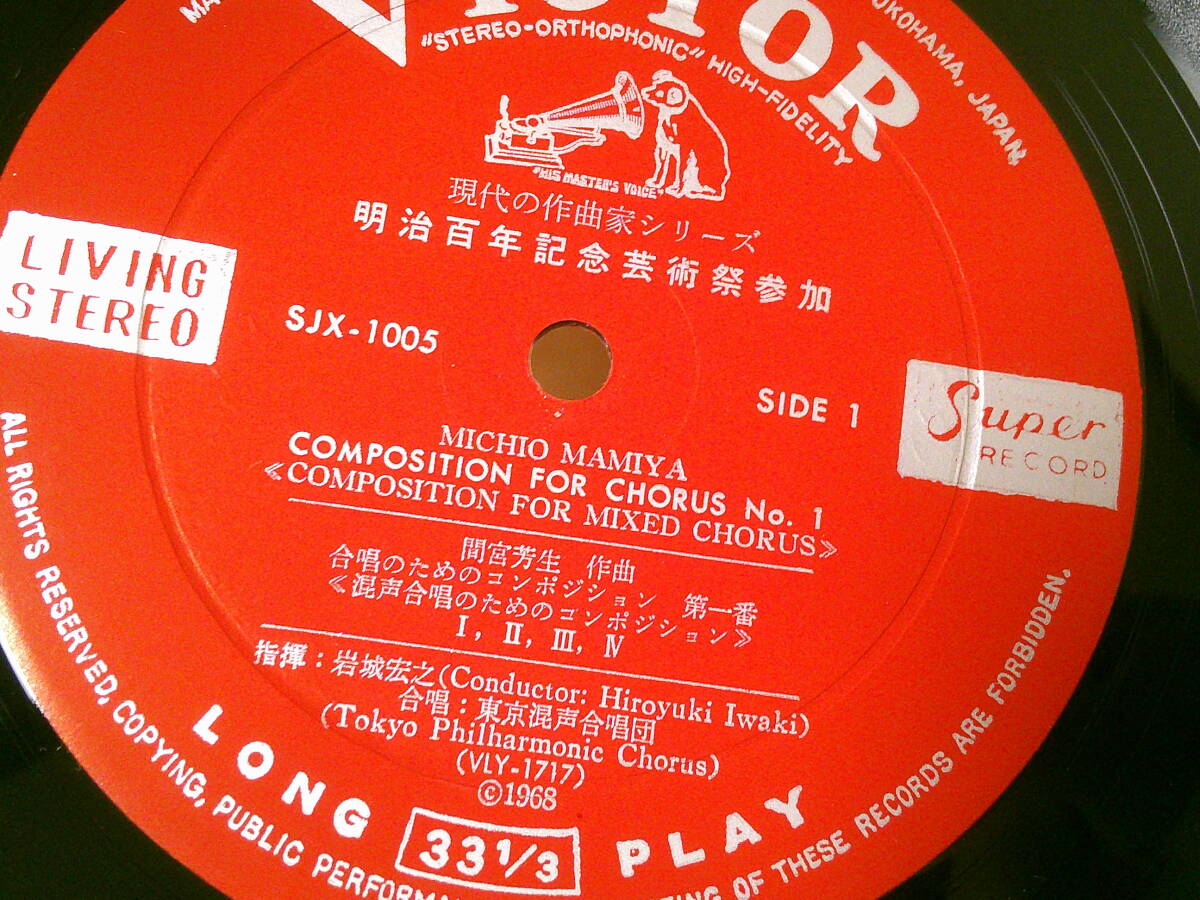 VICTOR
"STEREO-ORTHOPHONIC" HIGH-FIDELITY
YOKOHAMA, JAPAN.
"HIS MASTER'S VOICE"
現代の作曲家シリーズ
明治百年記念芸術祭参加
LIVING
STEREO
SJX-1005
SIDE 1
Super
RECORD
MICHIO MAMIYA
COMPOSITION FOR CHORUS No. 1
《COMPOSITION FOR MIXED CHORUS》
間宮芳生 作曲
合唱のためのコンポジション 第一番
《混声合唱のためのコンポジション》
I, II, III, IV
指揮:岩城宏之(Conductor: Hiroyuki Iwaki)
合唱:東京混声合唱団
(Tokyo Philharmonic Chorus)
(VLY-1717)
©1968
LONG 33 1/3 PLAY
ALL RIGHTS RESERVED, COPYING, PUBLIC OF THESE RECORDS ARE FORBIDDEN.